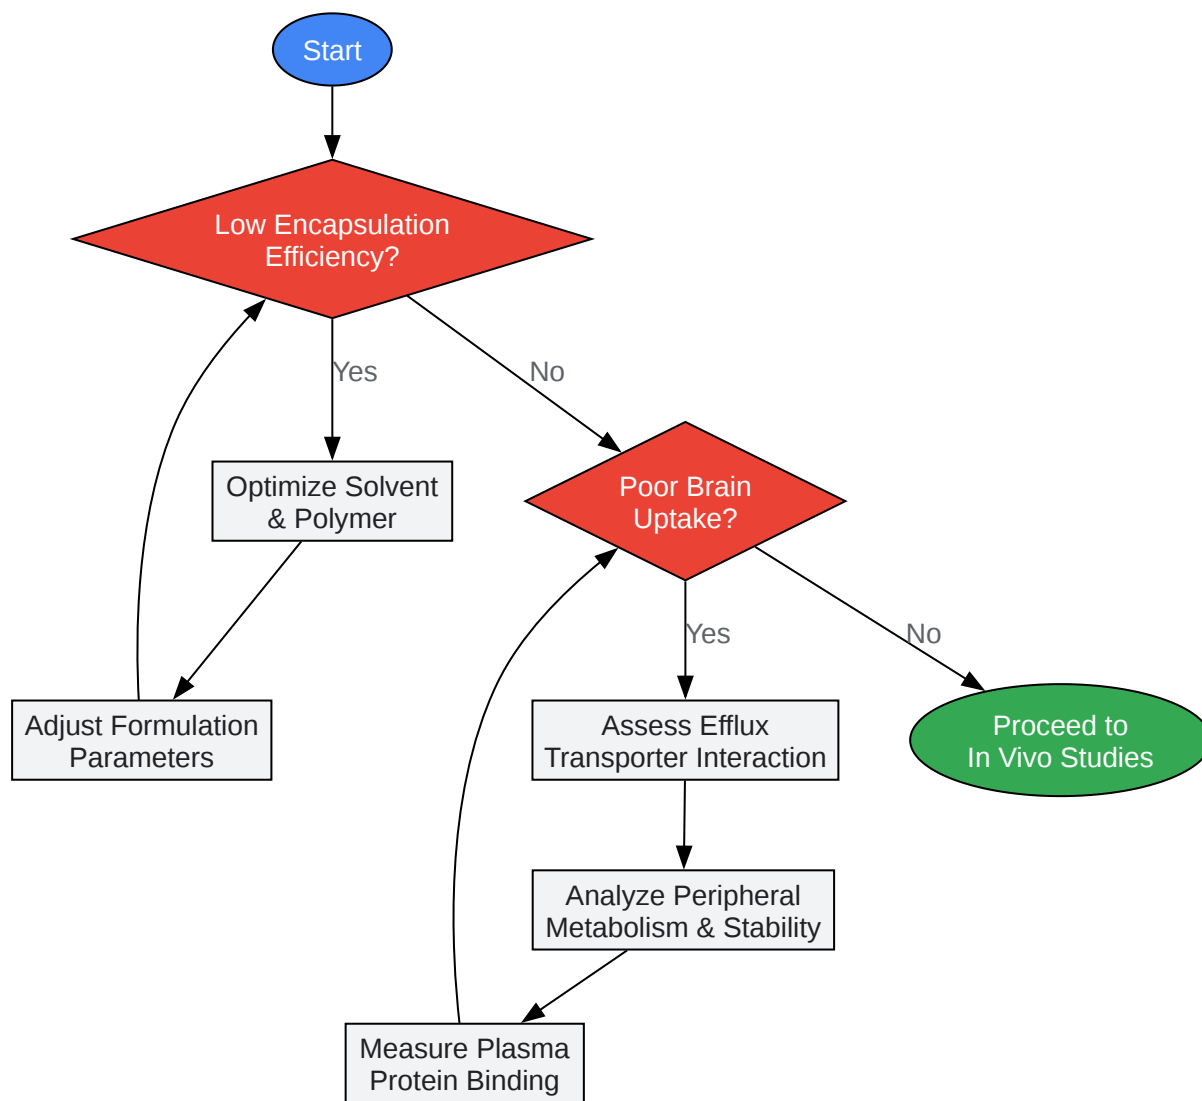 Start
Low Encapsulation
Efficiency?
Yes
No
Optimize Solvent
& Polymer
Poor Brain
Uptake?
Yes
No
Adjust Formulation
Parameters
Assess Efflux
Transporter Interaction
Proceed to
In Vivo Studies
Analyze Peripheral
Metabolism & Stability
Measure Plasma
Protein Binding